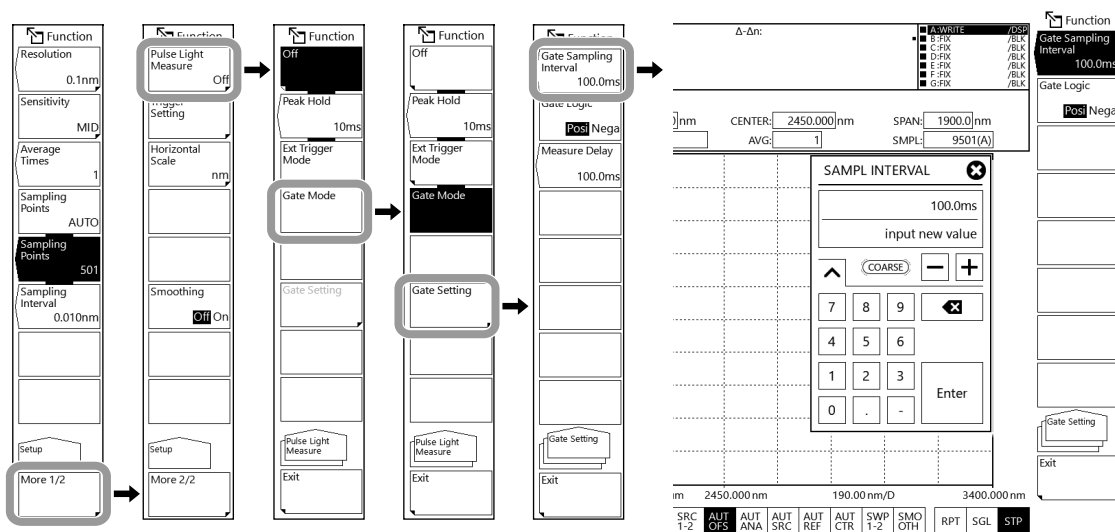 Function
Resolution
0.1nm
Sensitivity
MID
Average
Times
1
Sampling
Points
AUTO
Sampling
Points
501
Sampling
Interval
0.010nm
Setup
More 1/2
Function
Pulse Light
Measure
Off
Trigger
Setting
Horizontal
Scale
nm
Smoothing
Off On
Setup
More 2/2
Function
Off
Peak Hold
10ms
Ext Trigger
Mode
Gate Mode
Gate Setting
Pulse Light
Measure
Exit
Function
Off
Peak Hold
10ms
Ext Trigger
Mode
Gate Mode
Gate Setting
Pulse Light
Measure
Exit
Function
Gate Sampling
Interval
100.0ms
Gate Logic
Posi Nega
Measure Delay
100.0ms
Gate Setting
Exit
Δ-Δn:
A:WRITE /DSP
B:FIX /BLK
C:FIX /BLK
D:FIX /BLK
E:FIX /BLK
F:FIX /BLK
G:FIX /BLK
nm CENTER: 2450.000 nm SPAN: 1900.0 nm
AVG: 1 SMPL: 9501(A)
SAMPL INTERVAL
100.0ms
input new value
COARSE
7 8 9
4 5 6
1 2 3
Enter
0 . -
nm 2450.000 nm 190.00 nm/D 3400.000 nm
SRC 1-2
AUT OFS
AUT ANA
AUT SRC
AUT REF
AUT CTR
SWP 1-2
SMO OTH
RPT SGL STP
Function
Gate Sampling
Interval
100.0ms
Gate Logic
Posi Nega
Gate Setting
Exit